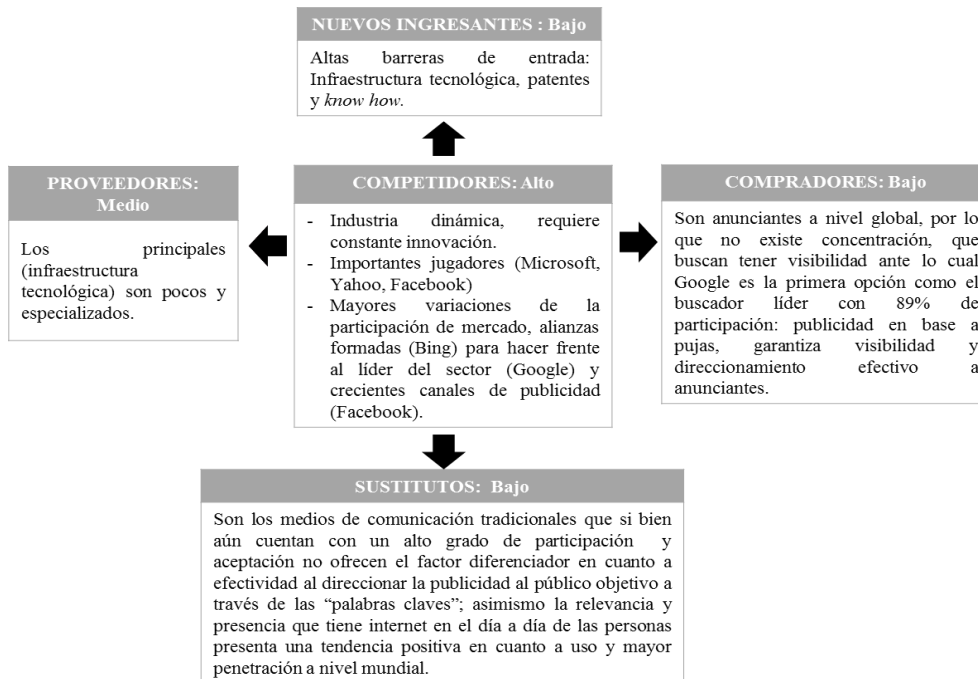 NUEVOS INGRESANTES : Bajo
Altas barreras de entrada:
Infraestructura tecnológica, patentes
y know how.
PROVEEDORES:
Medio
Los principales
(infraestructura
tecnológica) son pocos y
especializados.
COMPETIDORES: Alto
- Industria dinámica, requiere
constante innovación.
- Importantes jugadores (Microsoft,
Yahoo, Facebook)
- Mayores variaciones de la
participación de mercado, alianzas
formadas (Bing) para hacer frente
al líder del sector (Google) y
crecientes canales de publicidad
(Facebook).
COMPRADORES: Bajo
Son anunciantes a nivel global, por lo
que no existe concentración, que
buscan tener visibilidad ante lo cual
Google es la primera opción como el
buscador líder con 89% de
participación: publicidad en base a
pujas, garantiza visibilidad y
direccionamiento efectivo a
anunciantes.
SUSTITUTOS: Bajo
Son los medios de comunicación tradicionales que si bien
aún cuentan con un alto grado de participación y
aceptación no ofrecen el factor diferenciador en cuanto a
efectividad al direccionar la publicidad al público objetivo a
través de las “palabras claves”; asimismo la relevancia y
presencia que tiene internet en el día a día de las personas
presenta una tendencia positiva en cuanto a uso y mayor
penetración a nivel mundial.